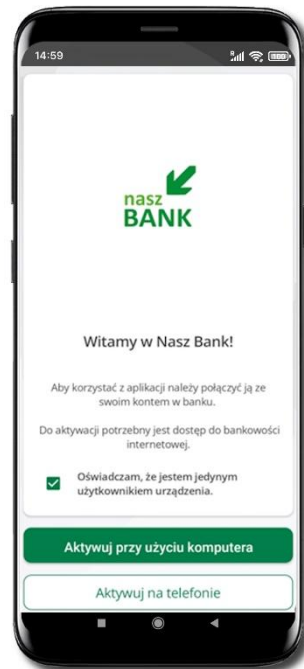 14:59
nasz
BANK
Witamy w Nasz Bank!
Aby korzystać z aplikacji należy połączyć ją ze
swoim kontem w banku.
Do aktywacji potrzebny jest dostęp do bankowości
internetowej.
Oświadczam, że jestem jedynym
użytkownikiem urządzenia.
Aktywuj przy użyciu komputera
Aktywuj na telefonie